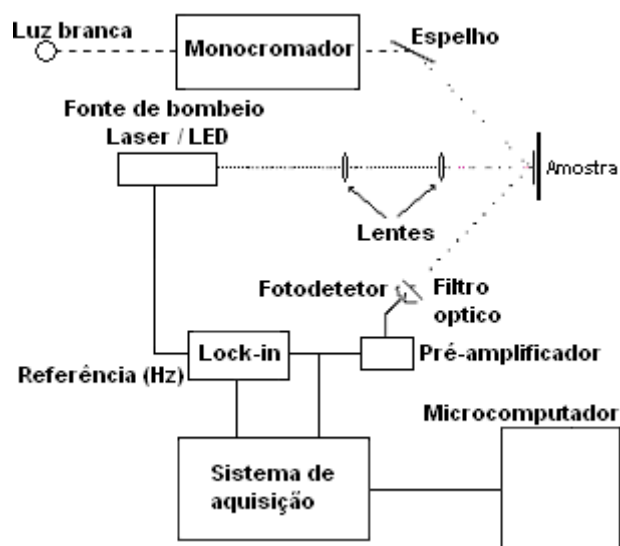 Luz branca
Monocromador
Espelho
Fonte de bombeio
Laser / LED
Amostra
Lentes
Fotodetetor
Filtro
optico
Lock-in
Pré-amplificador
Referência (Hz)
Microcomputador
Sistema de
aquisição